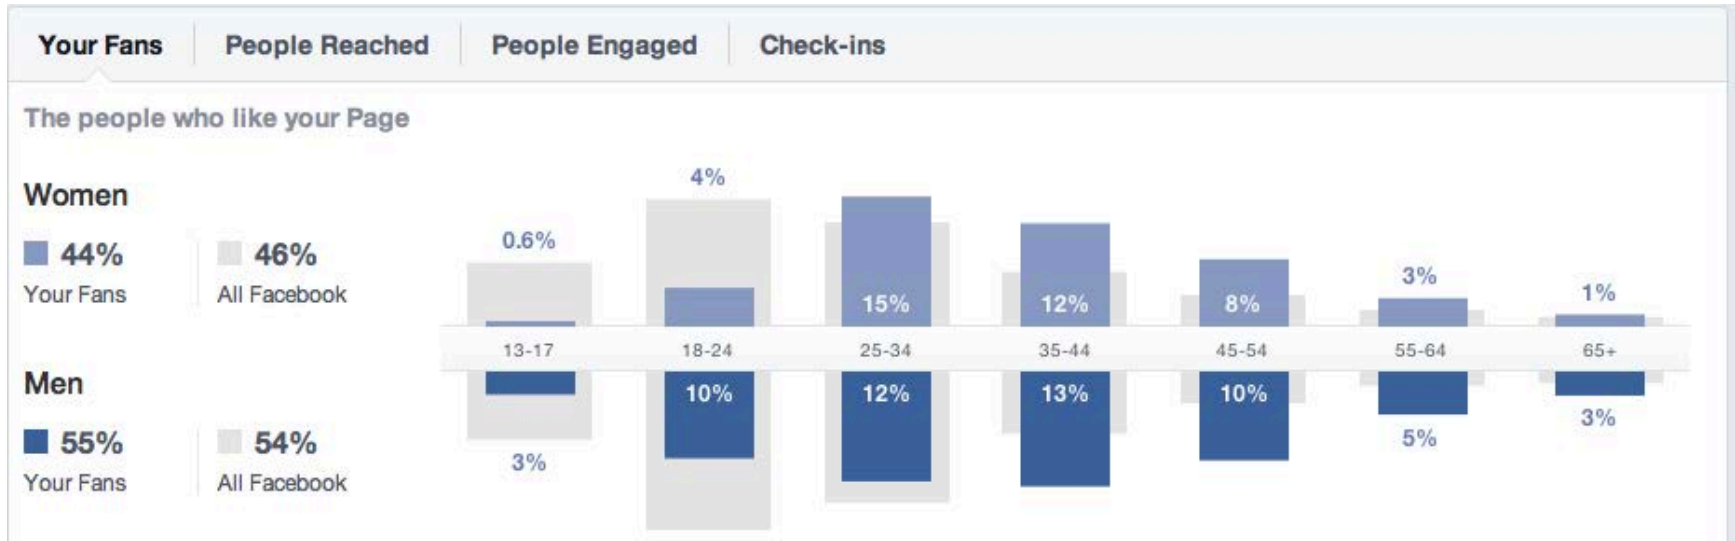 Your Fans People Reached People Engaged Check-ins
The people who like your Page
Women
44% 46%
Your Fans All Facebook
Men
55% 54%
Your Fans All Facebook
0.6% 4% 15% 12% 8% 3% 1%
13-17 18-24 25-34 35-44 45-54 55-64 65+
3% 10% 12% 13% 10% 5% 3%